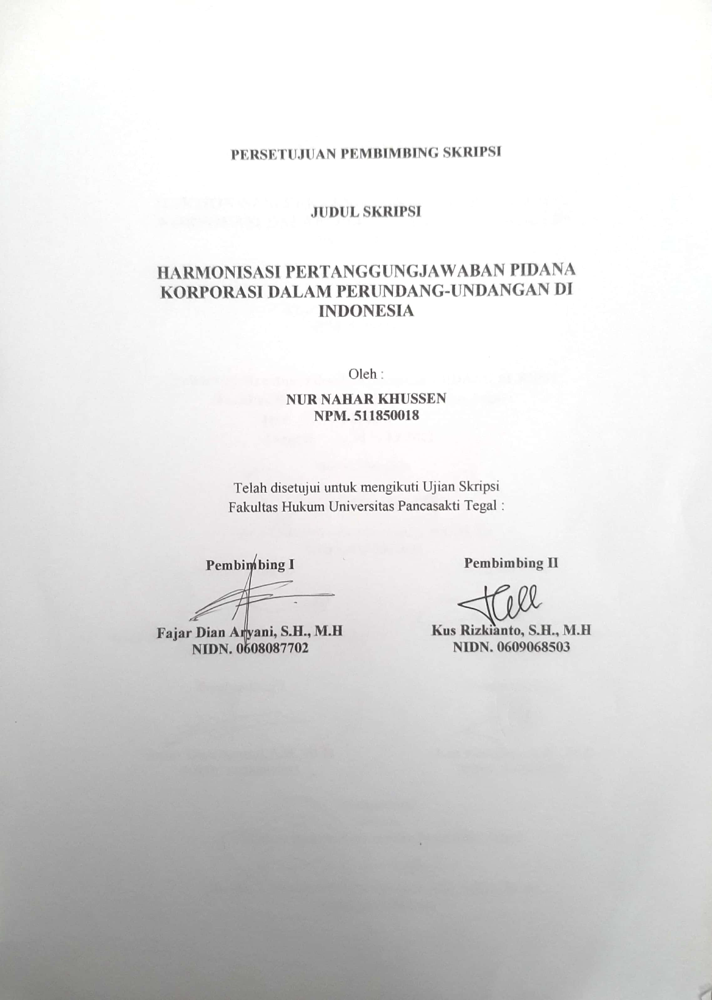 PERSETUJUAN PEMBIMBING SKRIPSI
JUDUL SKRIPSI
HARMONISASI PERTANGGUNGJAWABAN PIDANA
KORPORASI DALAM PERUNDANG-UNDANGAN DI
INDONESIA
Oleh :
NUR NAHAR KHUSSEN
NPM. 511850018
Telah disetujui untuk mengikuti Ujian Skripsi
Fakultas Hukum Universitas Pancasakti Tegal :
Pembimbing I
Pembimbing II
Fajar Dian Aryani, S.H., M.H
NIDN. 0608087702
Kus Rizkianto, S.H., M.H
NIDN. 0609068503